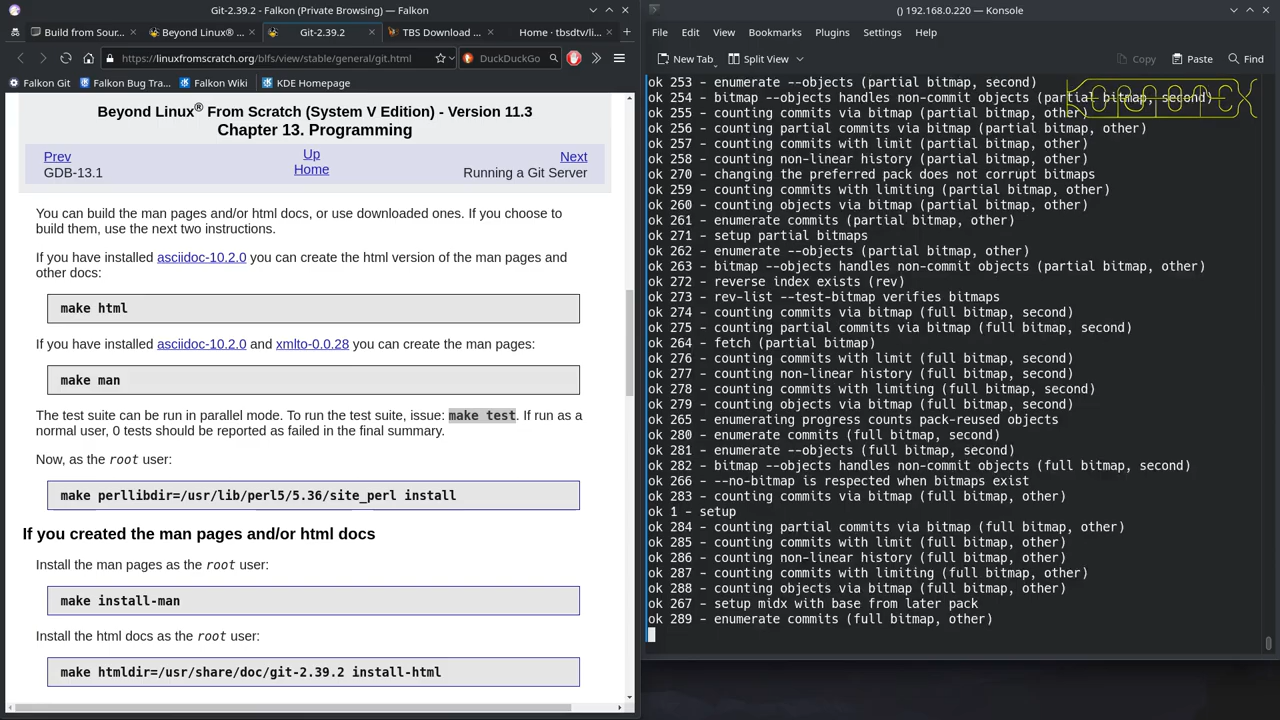 Git-2.39.2 - Falkon (Private Browsing) — Falkon
Build from Sour...
Beyond Linux® ...
Git-2.39.2
TBS Download ...
Home · tbsdtv/li...
https://linuxfromscratch.org/blfs/view/stable/general/git.html
DuckDuckGo
Falkon Git
Falkon Bug Tra...
Falkon Wiki
KDE Homepage
Beyond Linux® From Scratch (System V Edition) - Version 11.3
Chapter 13. Programming
Prev
GDB-13.1
Up
Home
Next
Running a Git Server
You can build the man pages and/or html docs, or use downloaded ones. If you choose to
build them, use the next two instructions.
If you have installed asciidoc-10.2.0 you can create the html version of the man pages and
other docs:
make html
If you have installed asciidoc-10.2.0 and xmlto-0.0.28 you can create the man pages:
make man
The test suite can be run in parallel mode. To run the test suite, issue: make test. If run as a
normal user, 0 tests should be reported as failed in the final summary.
Now, as the root user:
make perllibdir=/usr/lib/perl5/5.36/site_perl install
If you created the man pages and/or html docs
Install the man pages as the root user:
make install-man
Install the html docs as the root user:
make htmldir=/usr/share/doc/git-2.39.2 install-html
() 192.168.0.220 — Konsole
File Edit View Bookmarks Plugins Settings Help
New Tab Split View Copy Paste Find
ok 253 - enumerate --objects (partial bitmap, second)
ok 254 - bitmap --objects handles non-commit objects (partial bitmap, second)
ok 255 - counting commits via bitmap (partial bitmap, other)
ok 256 - counting partial commits via bitmap (partial bitmap, other)
ok 257 - counting commits with limit (partial bitmap, other)
ok 258 - counting non-linear history (partial bitmap, other)
ok 270 - changing the preferred pack does not corrupt bitmaps
ok 259 - counting commits with limiting (partial bitmap, other)
ok 260 - counting objects via bitmap (partial bitmap, other)
ok 261 - enumerate commits (partial bitmap, other)
ok 271 - setup partial bitmaps
ok 262 - enumerate --objects (partial bitmap, other)
ok 263 - bitmap --objects handles non-commit objects (partial bitmap, other)
ok 272 - reverse index exists (rev)
ok 273 - rev-list --test-bitmap verifies bitmaps
ok 274 - counting commits via bitmap (full bitmap, second)
ok 275 - counting partial commits via bitmap (full bitmap, second)
ok 264 - fetch (partial bitmap)
ok 276 - counting commits with limit (full bitmap, second)
ok 277 - counting non-linear history (full bitmap, second)
ok 278 - counting commits with limiting (full bitmap, second)
ok 279 - counting objects via bitmap (full bitmap, second)
ok 265 - enumerating progress counts pack-reused objects
ok 280 - enumerate commits (full bitmap, second)
ok 281 - enumerate --objects (full bitmap, second)
ok 282 - bitmap --objects handles non-commit objects (full bitmap, second)
ok 266 - --no-bitmap is respected when bitmaps exist
ok 283 - counting commits via bitmap (full bitmap, other)
ok 1 - setup
ok 284 - counting partial commits via bitmap (full bitmap, other)
ok 285 - counting commits with limit (full bitmap, other)
ok 286 - counting non-linear history (full bitmap, other)
ok 287 - counting commits with limiting (full bitmap, other)
ok 288 - counting objects via bitmap (full bitmap, other)
ok 267 - setup midx with base from later pack
ok 289 - enumerate commits (full bitmap, other)